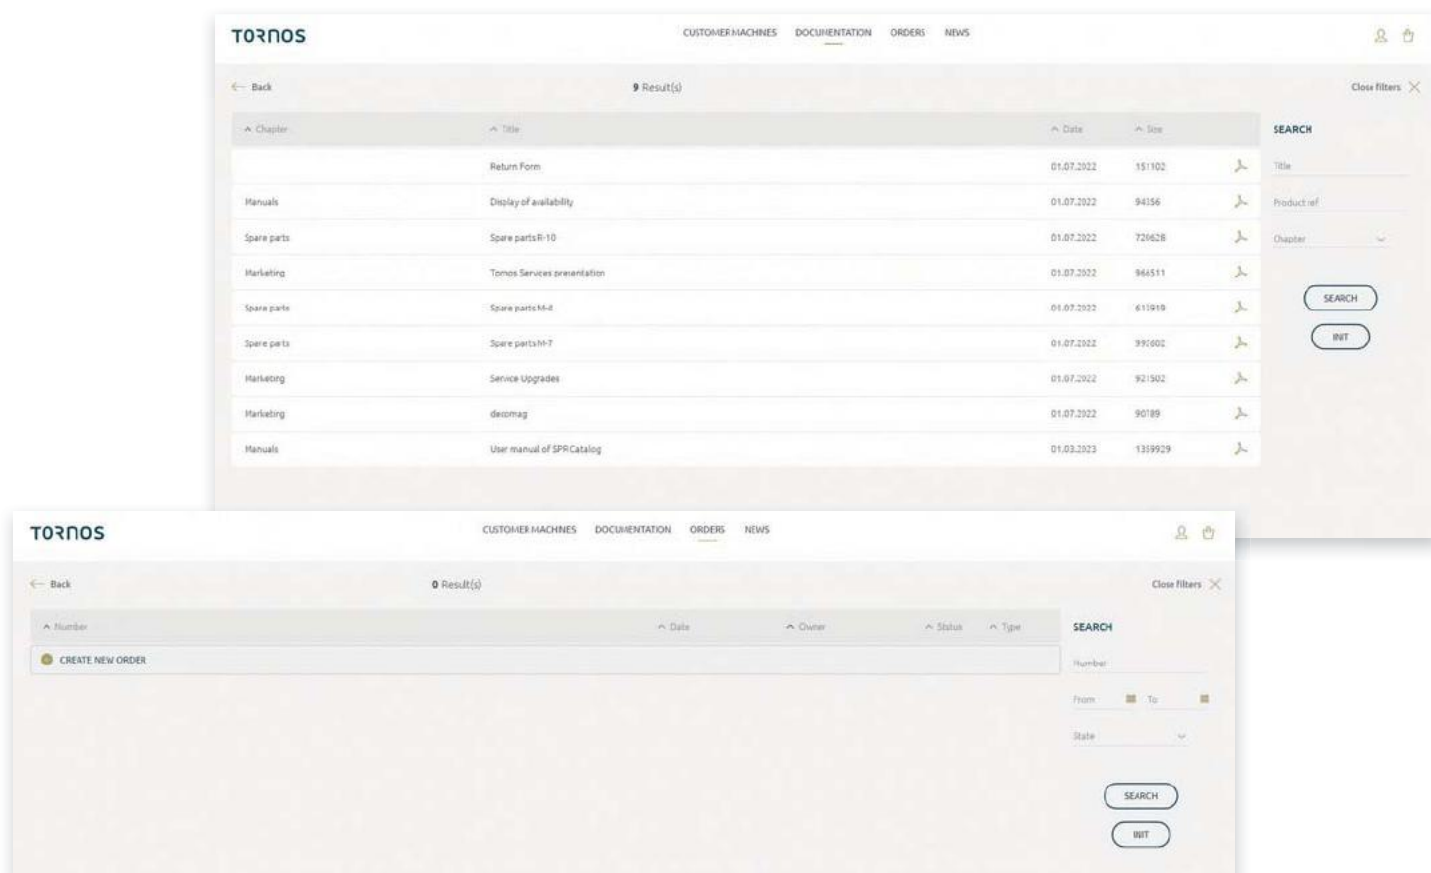 TORNOS CUSTOMER MACHINES DOCUMENTATION ORDERS NEWS
Back 9 Result(s) Close filters
Chapter Title Date Size SEARCH
Return Form 01.07.2022 151102 Title
Manuals Display of availability 01.07.2022 94356 Product ref
Spare parts Spare parts R-10 01.07.2022 720628 Chapter
Marketing Tornos Services presentation 01.07.2022
Spare parts 01.07.2022 SEARCH
Spare parts Spare parts M-7 01.07.2022 INIT
Marketing Service Upgrades 01.07.2022 921502
Marketing decomag 01.07.2022 90789
Manuals User manual of SPR Catalog 01.03.2023 1359929
TORNOS CUSTOMER MACHINES DOCUMENTATION ORDERS NEWS
Back 0 Result(s) Close filters
Number Date Owner Status Type SEARCH
CREATE NEW ORDER Number
From To
State
SEARCH
INIT